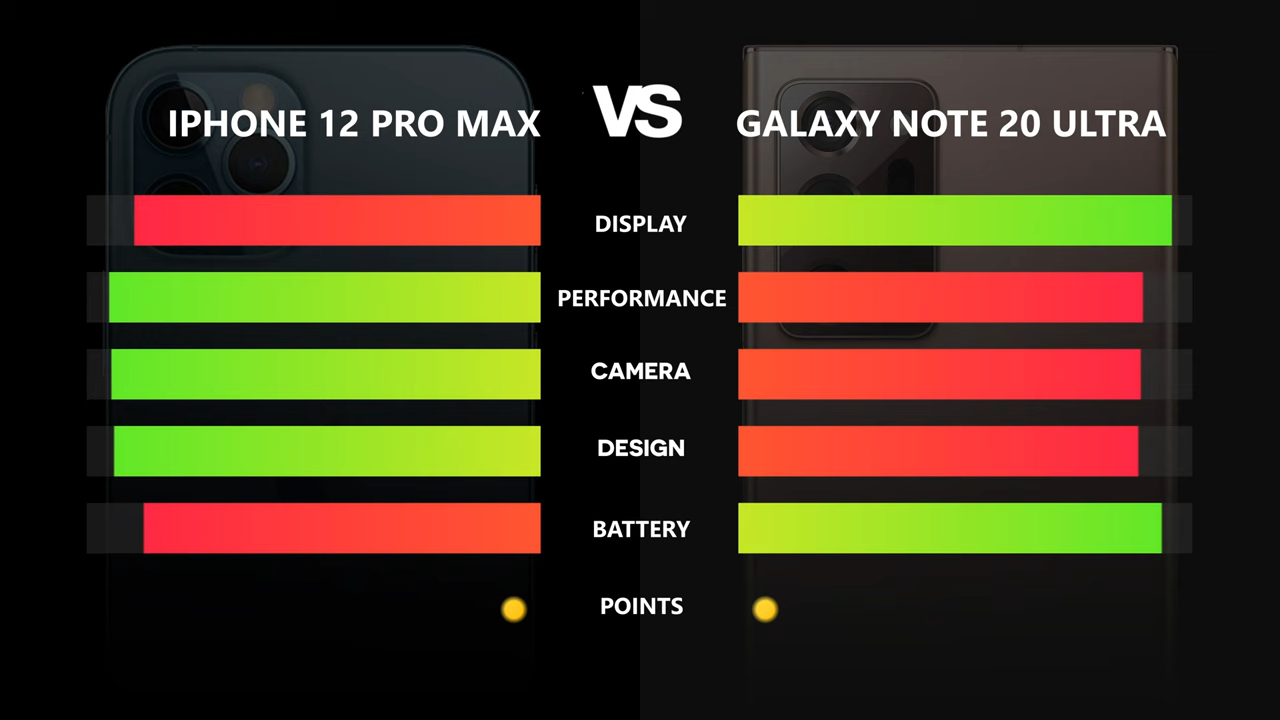 VS
IPHONE 12 PRO MAX
GALAXY NOTE 20 ULTRA
DISPLAY
PERFORMANCE
CAMERA
DESIGN
BATTERY
POINTS